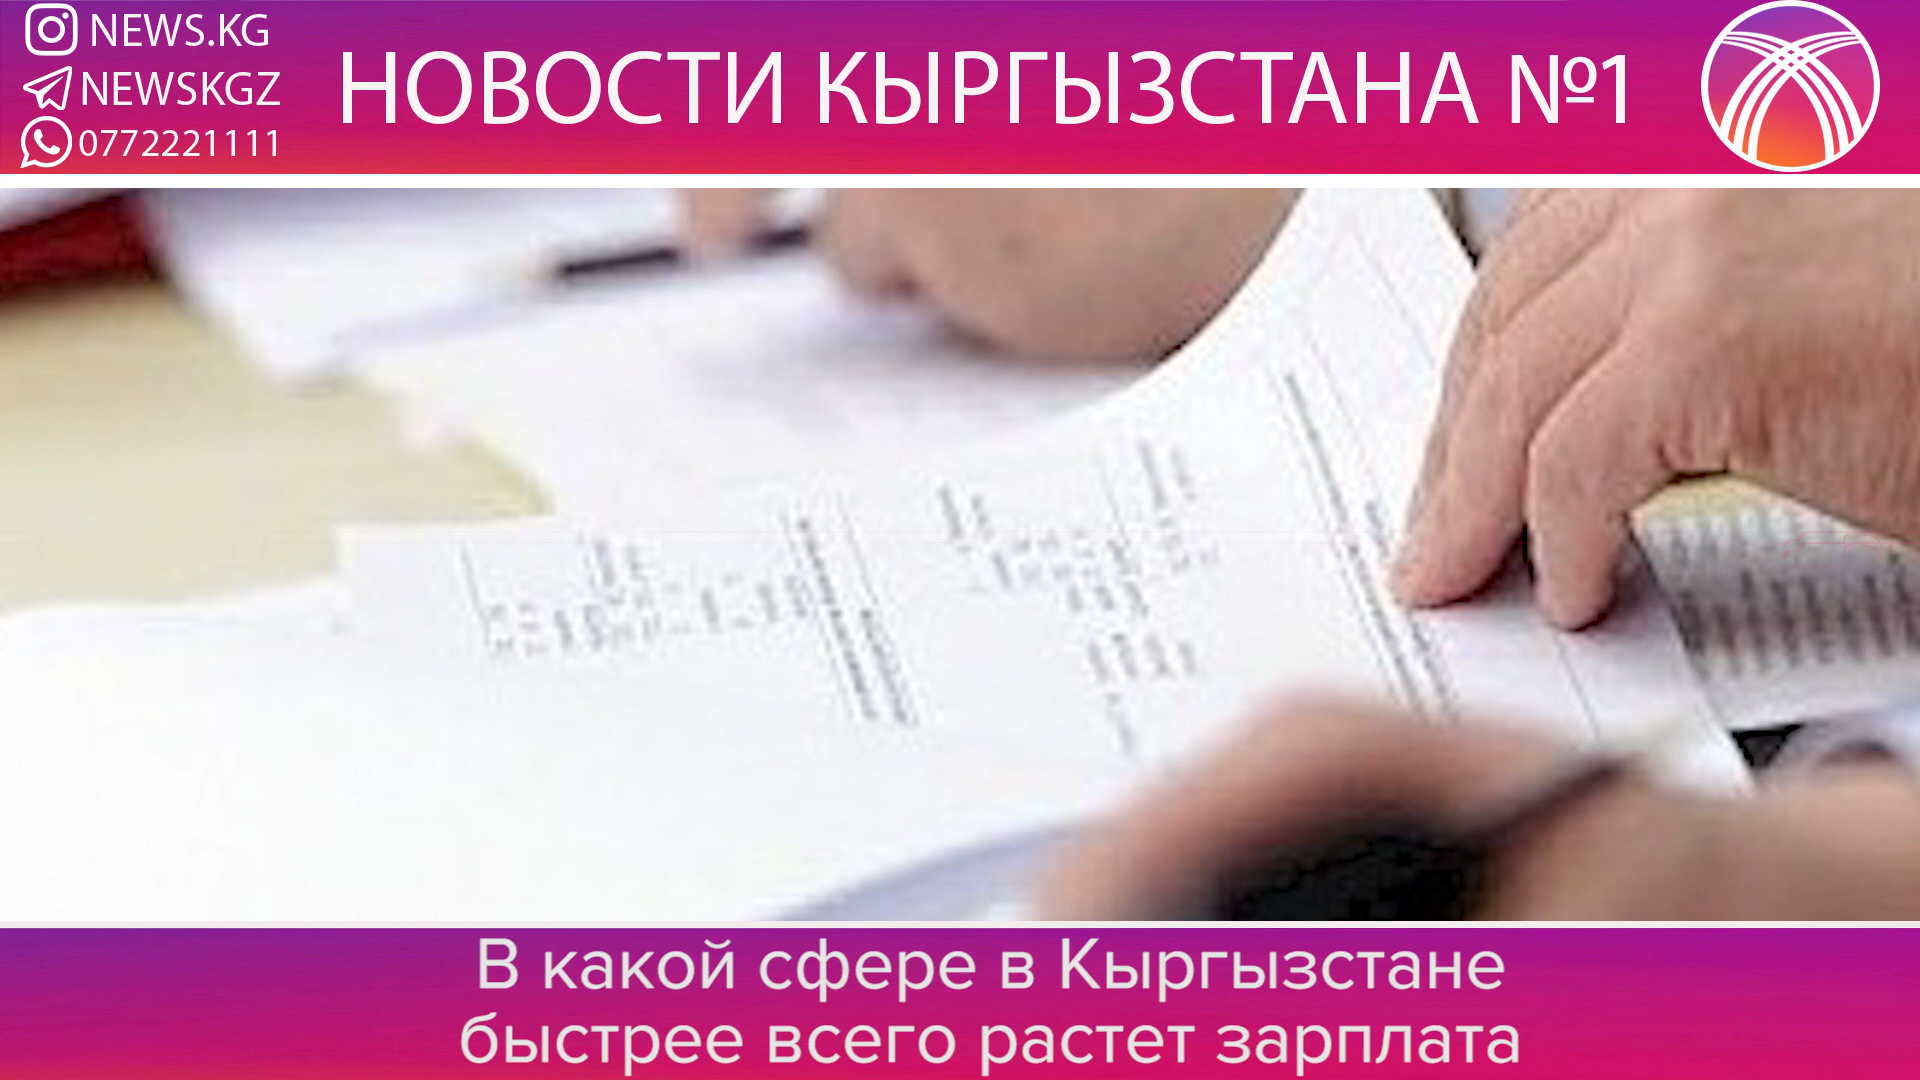 NEWS.KG
NEWSKGZ
0772221111
НОВОСТИ КЫРГЫЗСТАНА №1
В какой сфере в Кыргызстане
быстрее всего растет зарплата